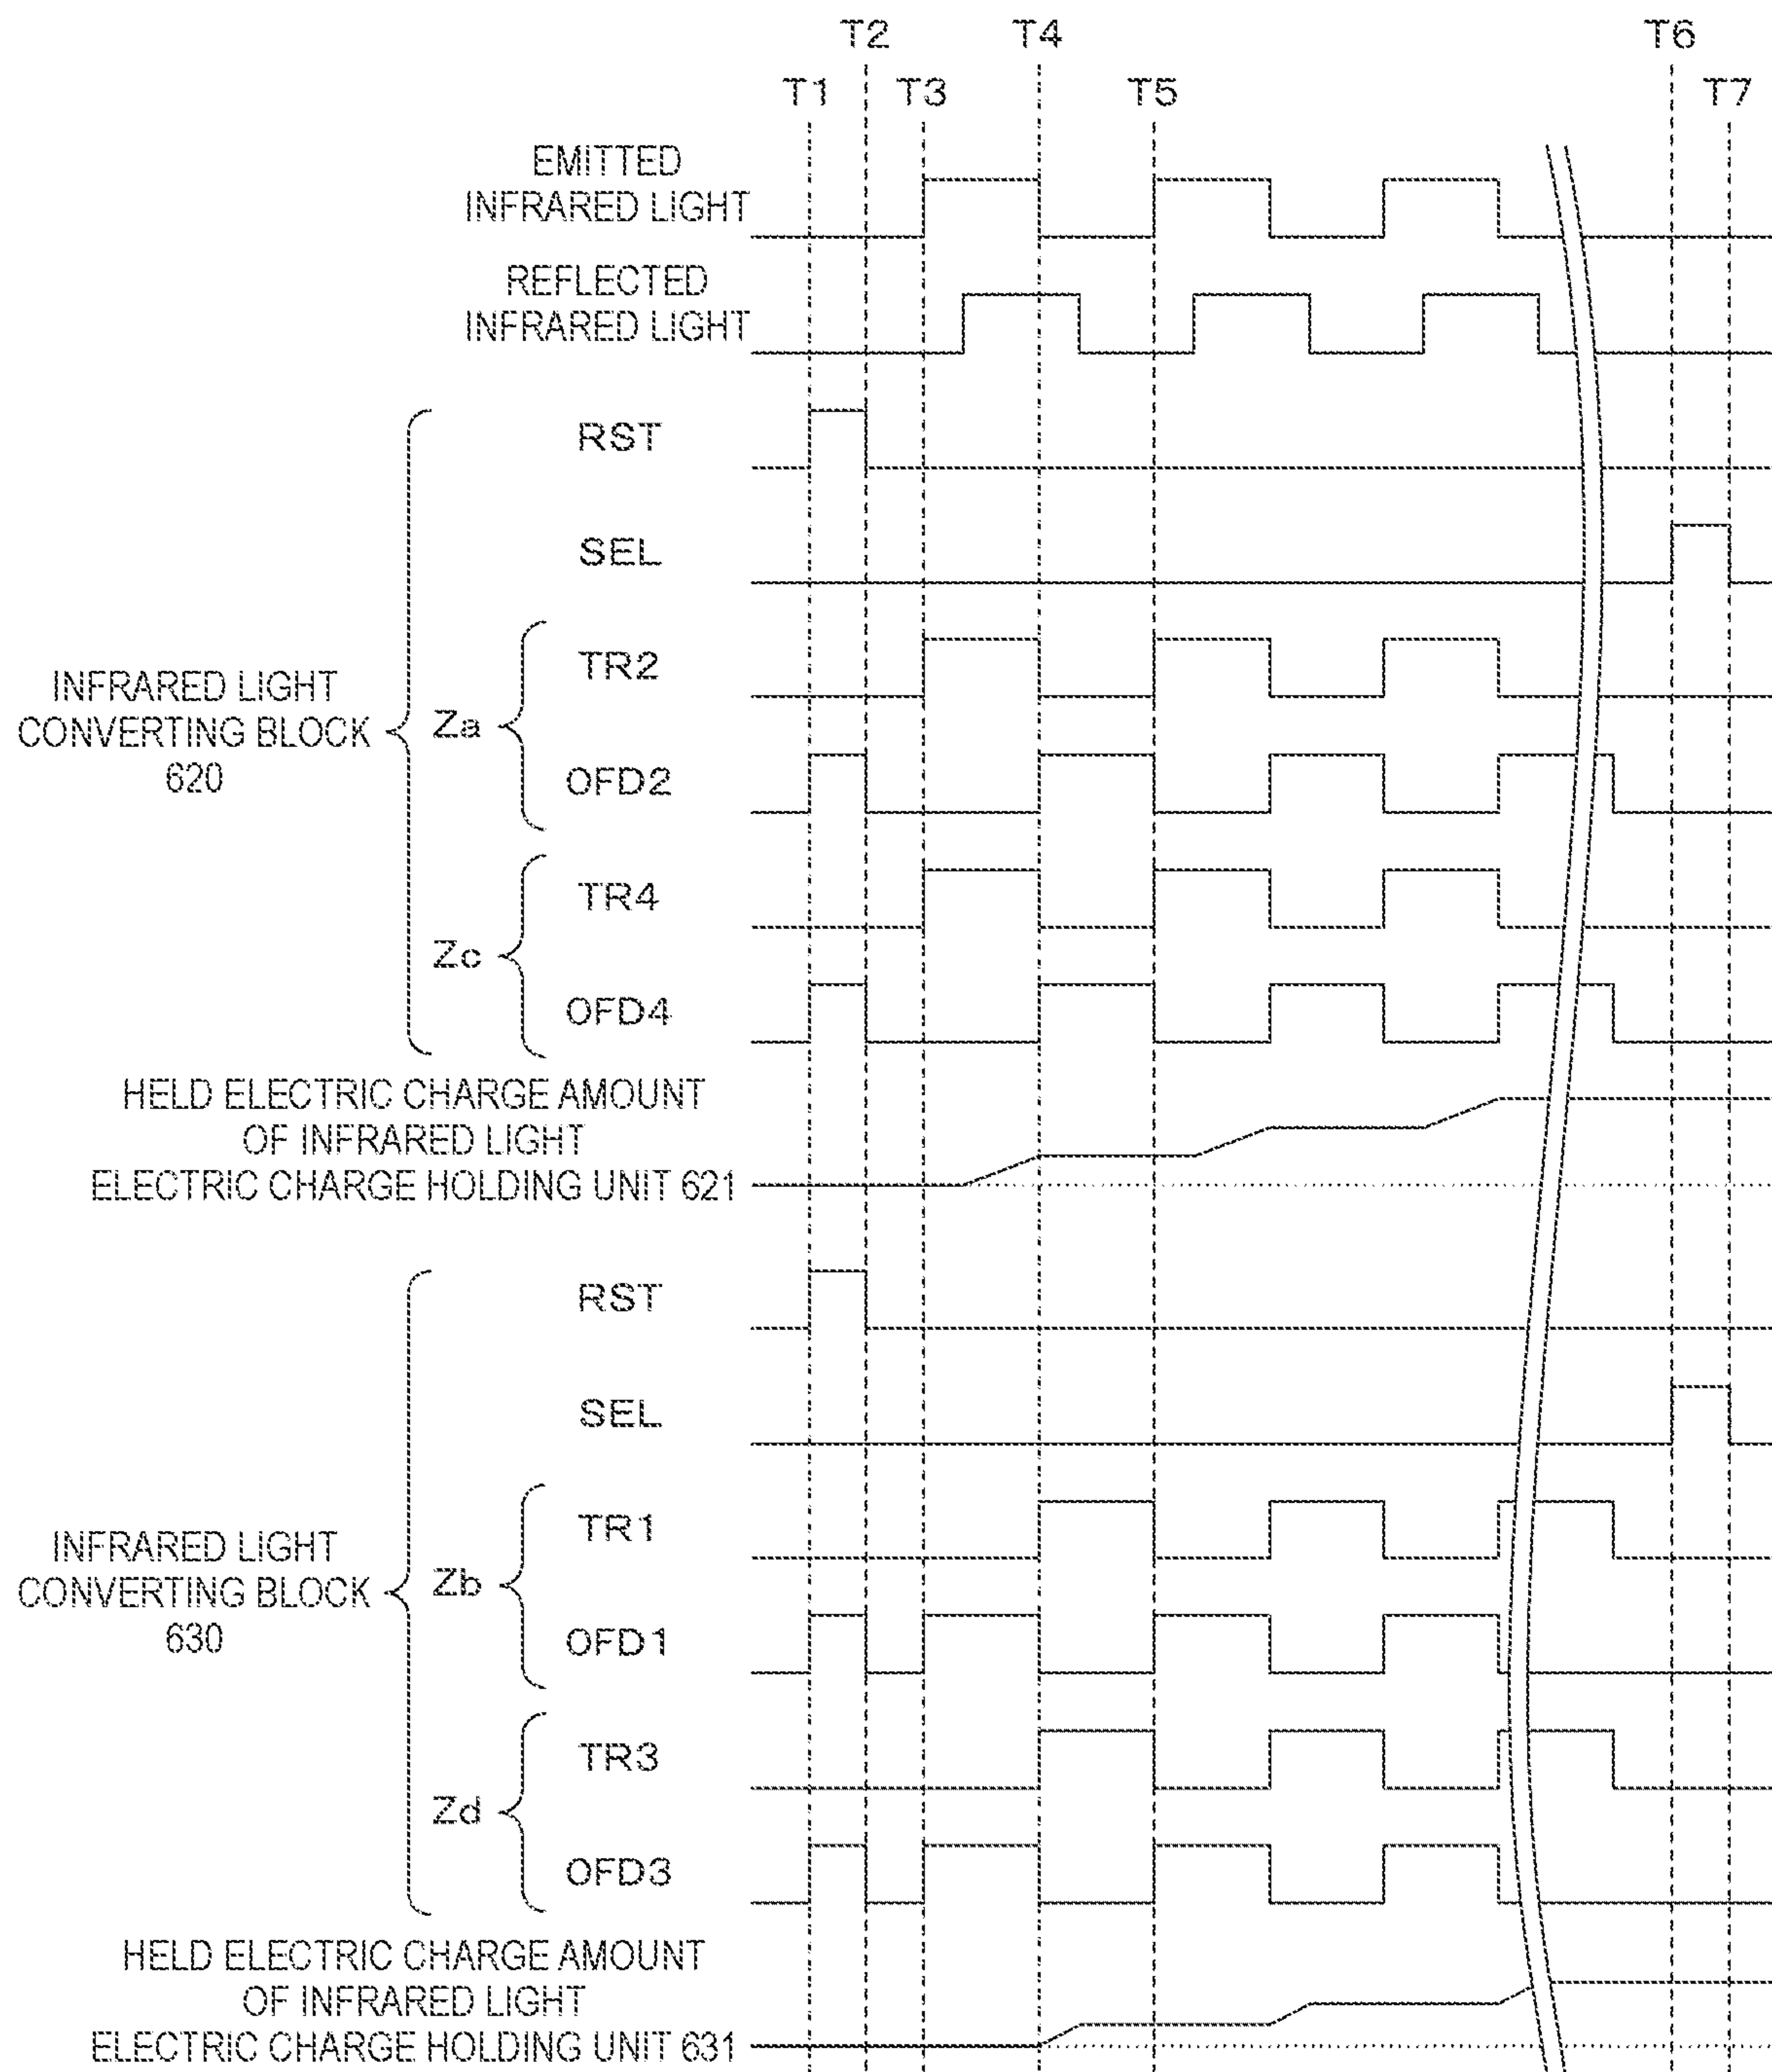 T2 T4 T6
T1 T3 T5 T7
EMITTED
INFRARED LIGHT
REFLECTED
INFRARED LIGHT
RST
SEL
INFRARED LIGHT
CONVERTING BLOCK
620
Za
TR2
OFD2
Zc
TR4
OFD4
HELD ELECTRIC CHARGE AMOUNT
OF INFRARED LIGHT
ELECTRIC CHARGE HOLDING UNIT 621
RST
SEL
INFRARED LIGHT
CONVERTING BLOCK
630
Zb
TR1
OFD1
Zd
TR3
OFD3
HELD ELECTRIC CHARGE AMOUNT
OF INFRARED LIGHT
ELECTRIC CHARGE HOLDING UNIT 631